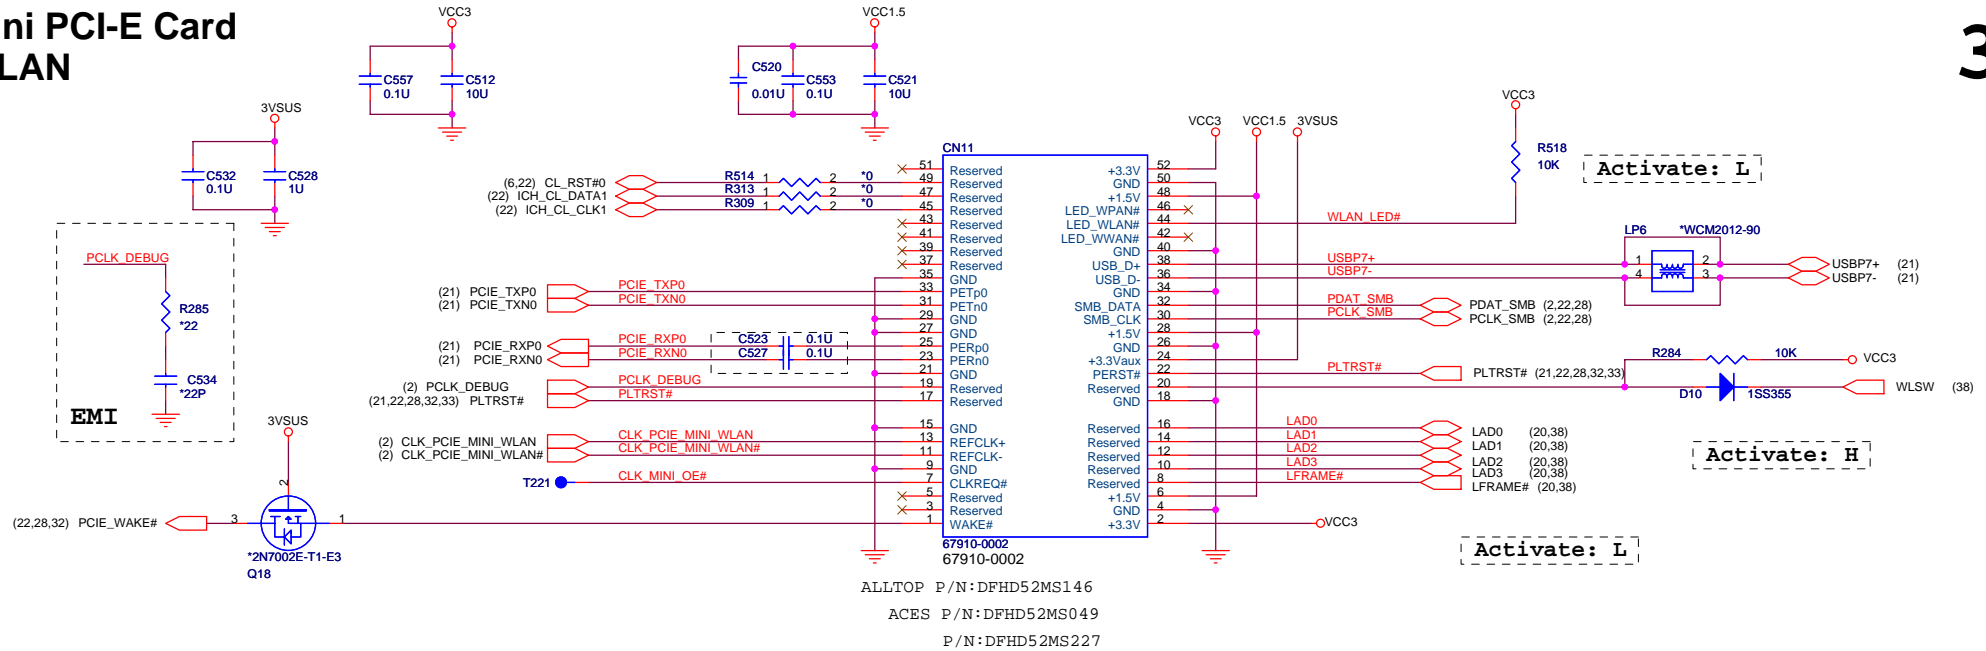 ni PCI-E Card
LAN
3
VCC3
C557
0.1U
C512
10U
VCC1.5
C520
0.01U
C553
0.1U
C521
10U
3VSUS
C532
0.1U
C528
1U
PCLK_DEBUG
R285
*22
C534
*22P
EMI
(6,22) CL_RST#0
(22) ICH_CL_DATA1
(22) ICH_CL_CLK1
R514 1 2 *0
R313 1 2 *0
R309 1 2 *0
(21) PCIE_TXP0 PCIE_TXP0
(21) PCIE_TXN0 PCIE_TXN0
(21) PCIE_RXP0 PCIE_RXP0 C523 0.1U
(21) PCIE_RXN0 PCIE_RXN0 C527 0.1U
(2) PCLK_DEBUG PCLK_DEBUG
(21,22,28,32,33) PLTRST# PLTRST#
(2) CLK_PCIE_MINI_WLAN CLK_PCIE_MINI_WLAN
(2) CLK_PCIE_MINI_WLAN# CLK_PCIE_MINI_WLAN#
T221 CLK_MINI_OE#
3VSUS
2
(22,28,32) PCIE_WAKE# 3 1
*2N7002E-T1-E3
Q18
CN11
51 Reserved
49 Reserved
47 Reserved
45 Reserved
43 Reserved
41 Reserved
39 Reserved
37 Reserved
35 GND
33 PETp0
31 PETn0
29 GND
27 GND
25 PERp0
23 PERn0
21 GND
19 Reserved
17 Reserved
15 GND
13 REFCLK+
11 REFCLK-
9 GND
7 CLKREQ#
5 Reserved
3 Reserved
1 WAKE#
+3.3V 52
GND 50
+1.5V 48
LED_WPAN# 46
LED_WLAN# 44
LED_WWAN# 42
GND 40
USB_D+ 38
USB_D- 36
GND 34
SMB_DATA 32
SMB_CLK 30
+1.5V 28
GND 26
+3.3Vaux 24
PERST# 22
Reserved 20
GND 18
Reserved 16
Reserved 14
Reserved 12
Reserved 10
Reserved 8
+1.5V 6
GND 4
+3.3V 2
67910-0002
67910-0002
ALLTOP P/N:DFHD52MS146
ACES P/N:DFHD52MS049
P/N:DFHD52MS227
VCC3 VCC1.5 3VSUS
VCC3
R518
10K
Activate: L
WLAN_LED#
LP6 *WCM2012-90
USBP7+ 1 2 USBP7+ (21)
USBP7- 4 3 USBP7- (21)
PDAT_SMB PDAT_SMB (2,22,28)
PCLK_SMB PCLK_SMB (2,22,28)
R284 10K VCC3
PLTRST# PLTRST# (21,22,28,32,33)
D10 1SS355 WLSW (38)
LAD0 LAD0 (20,38)
LAD1 LAD1 (20,38)
LAD2 LAD2 (20,38)
LAD3 LAD3 (20,38)
LFRAME# LFRAME# (20,38)
Activate: H
VCC3
Activate: L